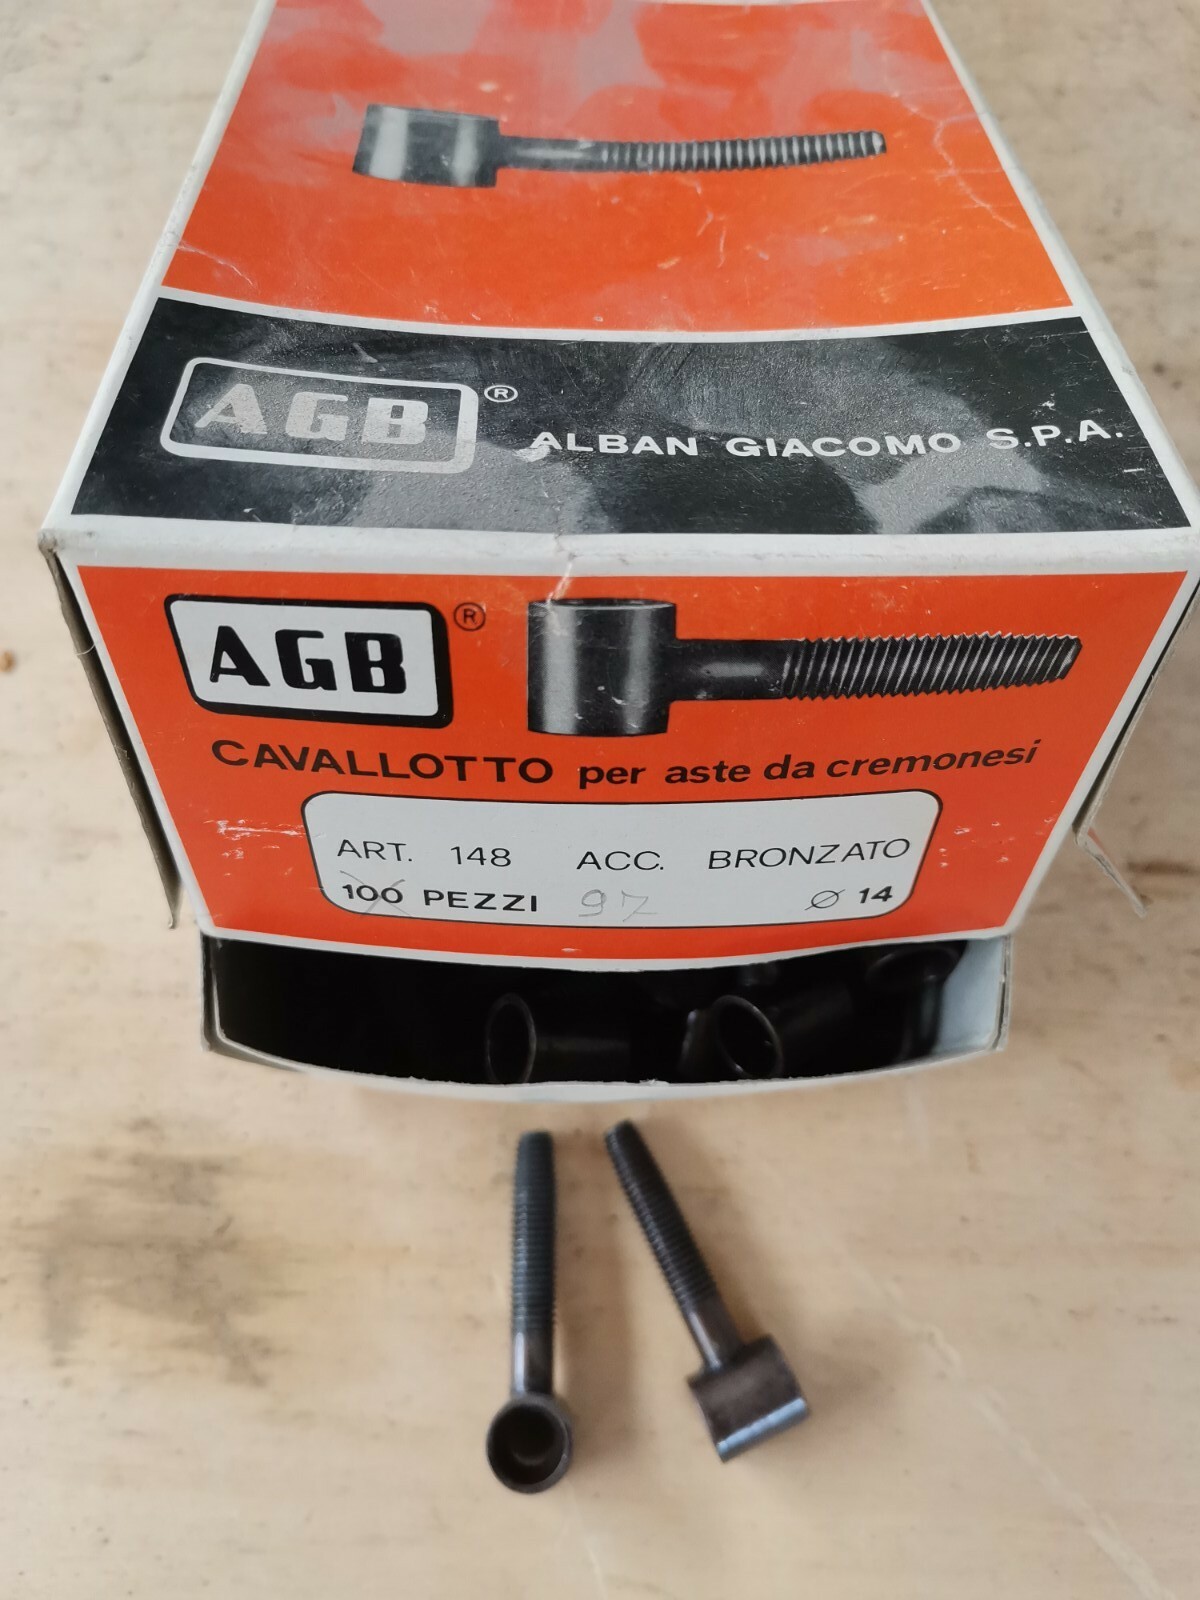 AGB® ALBAN GIACOMO S.P.A.
AGB®
CAVALLOTTO per aste da cremonesi
ART. 148 ACC. BRONZATO
100 PEZZI 97 Ø 14